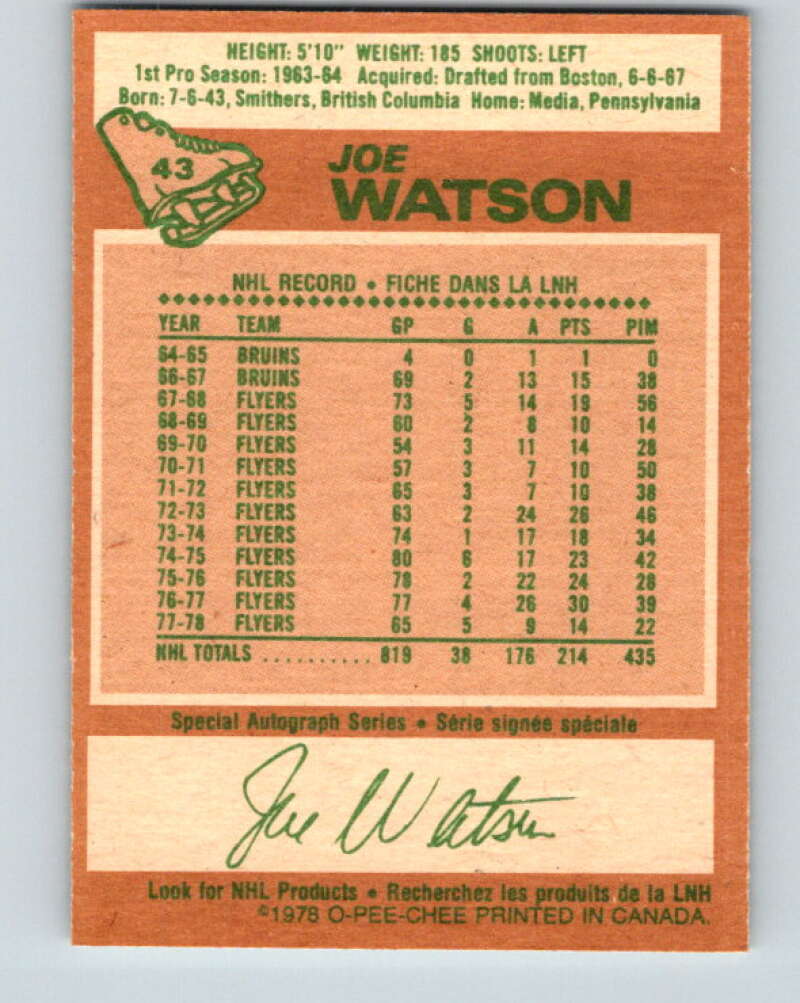 HEIGHT: 5'10" WEIGHT: 185 SHOOTS: LEFT
1st Pro Season: 1963-64 Acquired: Drafted from Boston, 6-6-67
Born: 7-6-43, Smithers, British Columbia Home: Media, Pennsylvania
43
JOE
WATSON
NHL RECORD • FICHE DANS LA LNH
YEAR TEAM GP G A PTS PIM
64-65 BRUINS 4 0 1 1 0
66-67 BRUINS 69 2 13 15 38
67-68 FLYERS 73 5 14 19 56
68-69 FLYERS 60 2 8 10 14
69-70 FLYERS 54 3 11 14 28
70-71 FLYERS 57 3 7 10 50
71-72 FLYERS 65 3 7 10 38
72-73 FLYERS 63 2 24 26 46
73-74 FLYERS 74 1 17 18 34
74-75 FLYERS 80 6 17 23 42
75-76 FLYERS 78 2 22 24 28
76-77 FLYERS 77 4 26 30 39
77-78 FLYERS 65 5 9 14 22
NHL TOTALS .......... 819 38 176 214 435
Special Autograph Series • Série signée spéciale
Joe Watson
Look for NHL Products • Recherchez les produits de la LNH
©1978 O-PEE-CHEE PRINTED IN CANADA.